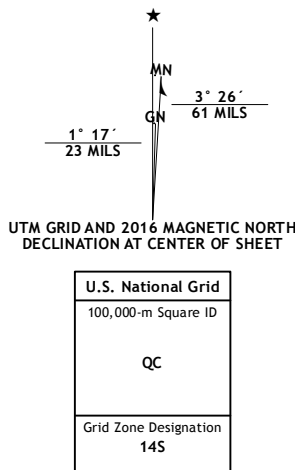 MN
GN
3° 26´
61 MILS
1° 17´
23 MILS
UTM GRID AND 2016 MAGNETIC NORTH
DECLINATION AT CENTER OF SHEET
U.S. National Grid
100,000-m Square ID
QC
Grid Zone Designation
14S